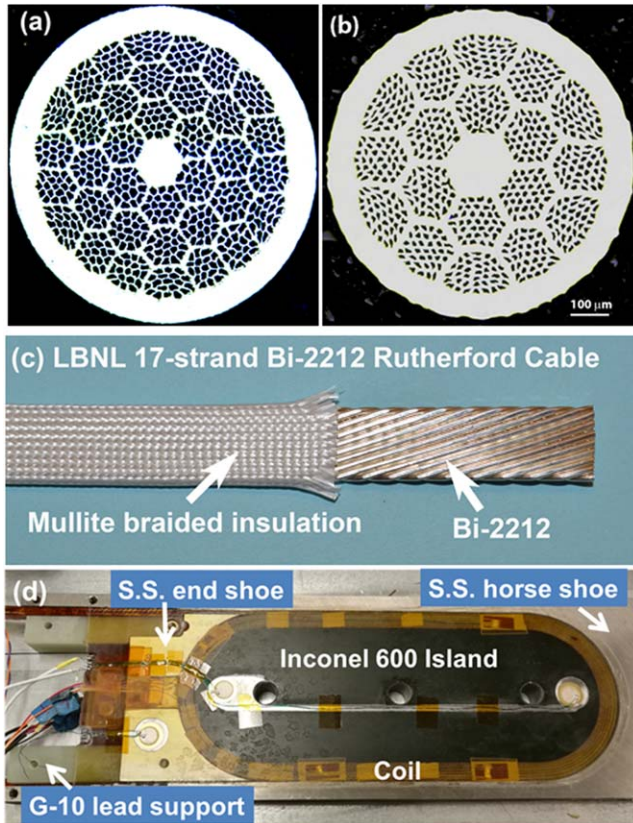 (a)
(b)
100 μm
(c) LBNL 17-strand Bi-2212 Rutherford Cable
Mullite braided insulation
Bi-2212
(d)
S.S. end shoe
S.S. horse shoe
Inconel 600 Island
Coil
G-10 lead support